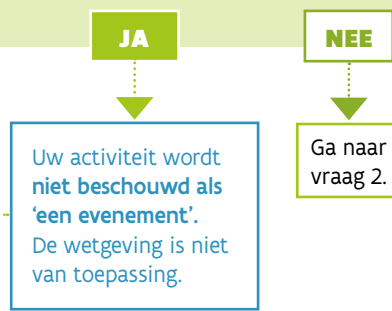 JA
NEE
Uw activiteit wordt
niet beschouwd als
‘een evenement’.
De wetgeving is niet
van toepassing.
Ga naar
vraag 2.